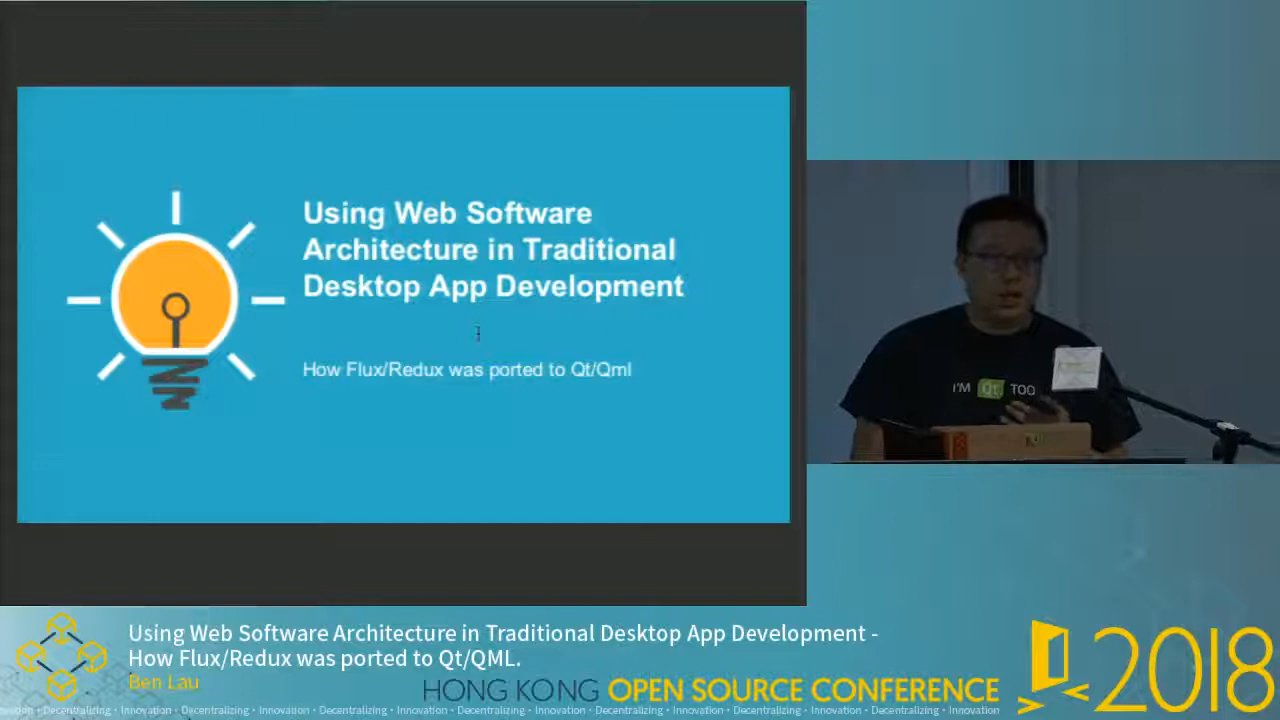 Using Web Software
Architecture in Traditional
Desktop App Development
How Flux/Redux was ported to Qt/Qml
I'M Qt TOO
Using Web Software Architecture in Traditional Desktop App Development -
How Flux/Redux was ported to Qt/QML.
Ben Lau
HONG KONG OPEN SOURCE CONFERENCE 2018
Decentralizing • Innovation • Decentralizing • Innovation • Decentralizing • Innovation • Decentralizing • Innovation • Decentralizing • Innovation • Decentralizing • Innovation • Decentralizing • Innovation